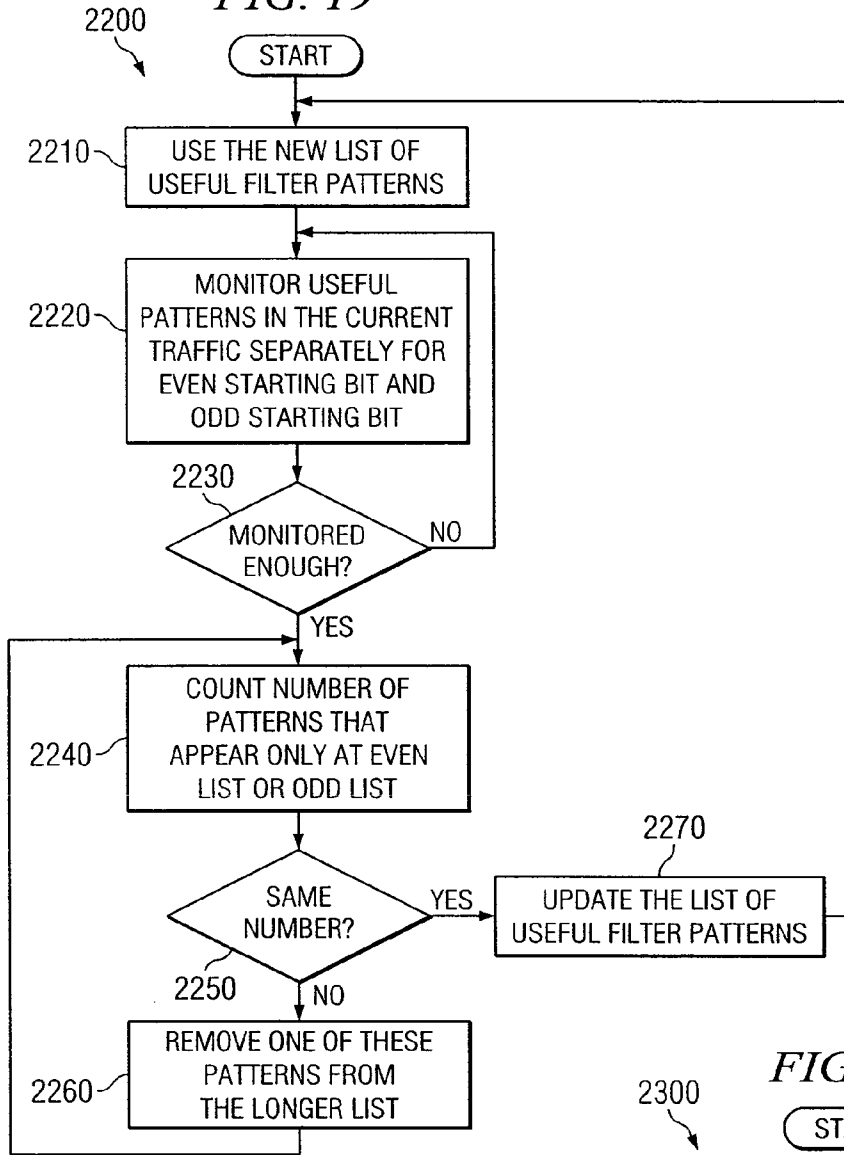 FIG. 19
2200
START
2210
USE THE NEW LIST OF
USEFUL FILTER PATTERNS
2220
MONITOR USEFUL
PATTERNS IN THE CURRENT
TRAFFIC SEPARATELY FOR
EVEN STARTING BIT AND
ODD STARTING BIT
2230
MONITORED
ENOUGH?
NO
YES
2240
COUNT NUMBER OF
PATTERNS THAT
APPEAR ONLY AT EVEN
LIST OR ODD LIST
2250
SAME
NUMBER?
YES
2270
UPDATE THE LIST OF
USEFUL FILTER PATTERNS
NO
2260
REMOVE ONE OF THESE
PATTERNS FROM
THE LONGER LIST
2300